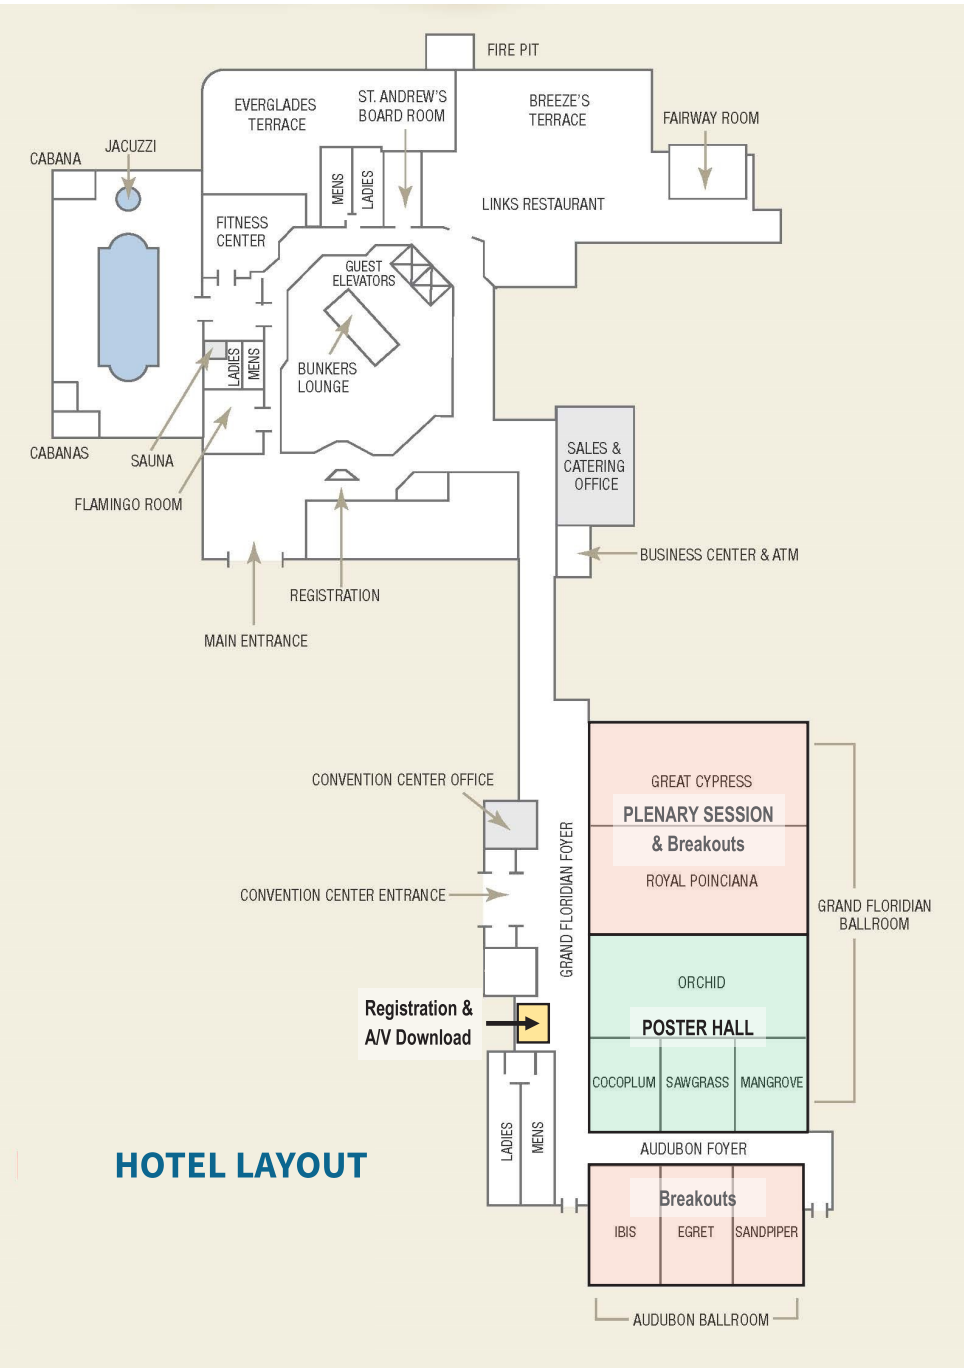 FIRE PIT
EVERGLADES
TERRACE
ST. ANDREW'S
BOARD ROOM
BREEZE'S
TERRACE
FAIRWAY ROOM
CABANA
JACUZZI
MENS
LADIES
LINKS RESTAURANT
FITNESS
CENTER
GUEST
ELEVATORS
BUNKERS
LOUNGE
LADIES
MENS
CABANAS
SAUNA
FLAMINGO ROOM
SALES &
CATERING
OFFICE
BUSINESS CENTER & ATM
REGISTRATION
MAIN ENTRANCE
CONVENTION CENTER OFFICE
GREAT CYPRESS
PLENARY SESSION
& Breakouts
ROYAL POINCIANA
CONVENTION CENTER ENTRANCE
GRAND FLORIDIAN FOYER
GRAND FLORIDIAN
BALLROOM
ORCHID
POSTER HALL
Registration &
A/V Download
COCOPLUM
SAWGRASS
MANGROVE
LADIES
MENS
AUDUBON FOYER
HOTEL LAYOUT
Breakouts
IBIS
EGRET
SANDPIPER
AUDUBON BALLROOM